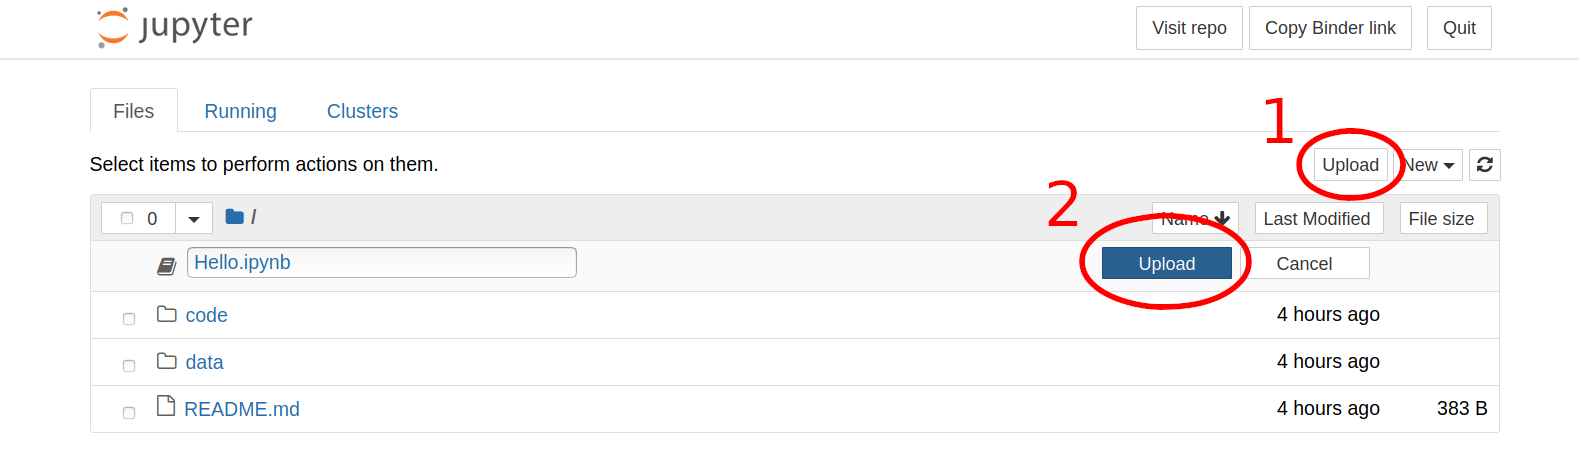 jupyter
Visit repo Copy Binder link Quit
Files Running Clusters
1
Select items to perform actions on them. Upload New
2
0 / Name Last Modified File size
Hello.ipynb Upload Cancel
code 4 hours ago
data 4 hours ago
README.md 4 hours ago 383 B